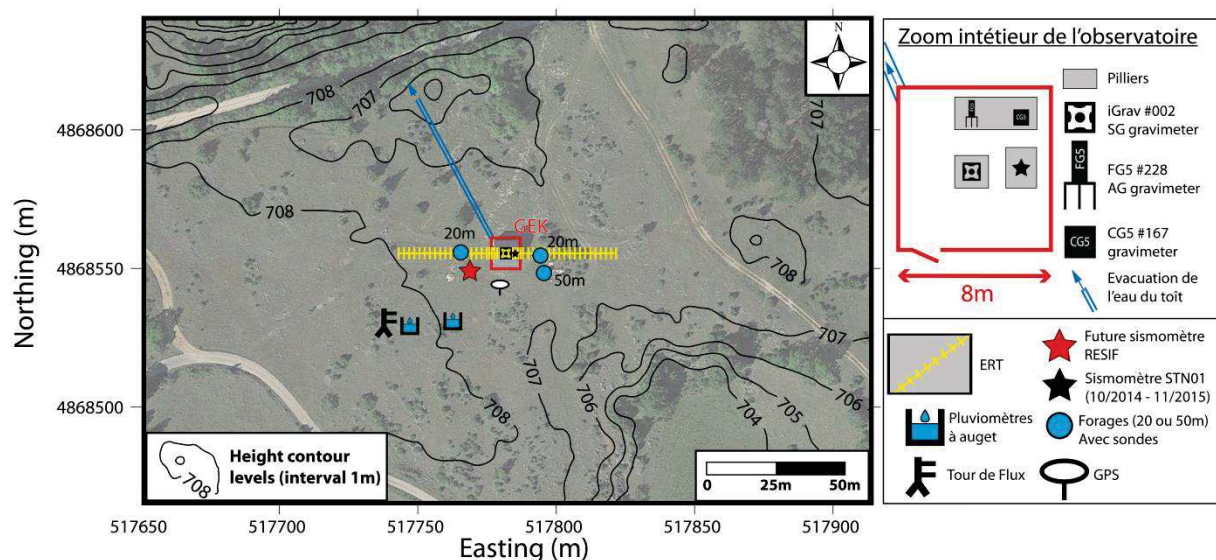 N
708
707
707
4868600
708
GEK
20m
20m
708
4868550
50m
707
707
706
706
705
704
4868500
708
708
Height contour
levels (interval 1m)
0
25m
50m
517650
517700
517750
517800
517850
517900
Easting (m)
Northing (m)
Zoom intétieur de l'observatoire
FG5
CG5
8m
Pilliers
iGrav #002
SG gravimeter
FG5
FG5 #228
AG gravimeter
CG5
CG5 #167
gravimeter
Evacuation de
l'eau du toît
ERT
Future sismomètre
RESIF
Sismomètre STN01
(10/2014 - 11/2015)
Pluviomètres
à auget
Forages (20 ou 50m)
Avec sondes
Tour de Flux
GPS